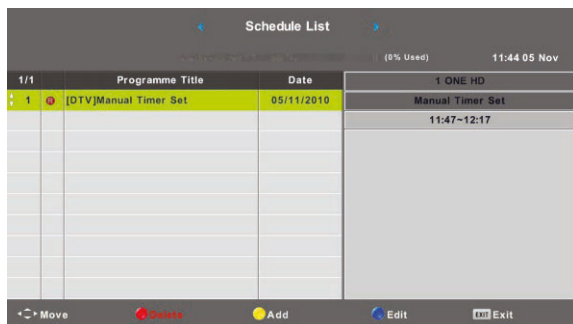 Schedule List
(0% Used) 11:44 05 Nov
1/1 Programme Title Date 1 ONE HD
1 [DTV]Manual Timer Set 05/11/2010 Manual Timer Set
11:47~12:17
Move Delete Add Edit EXIT Exit